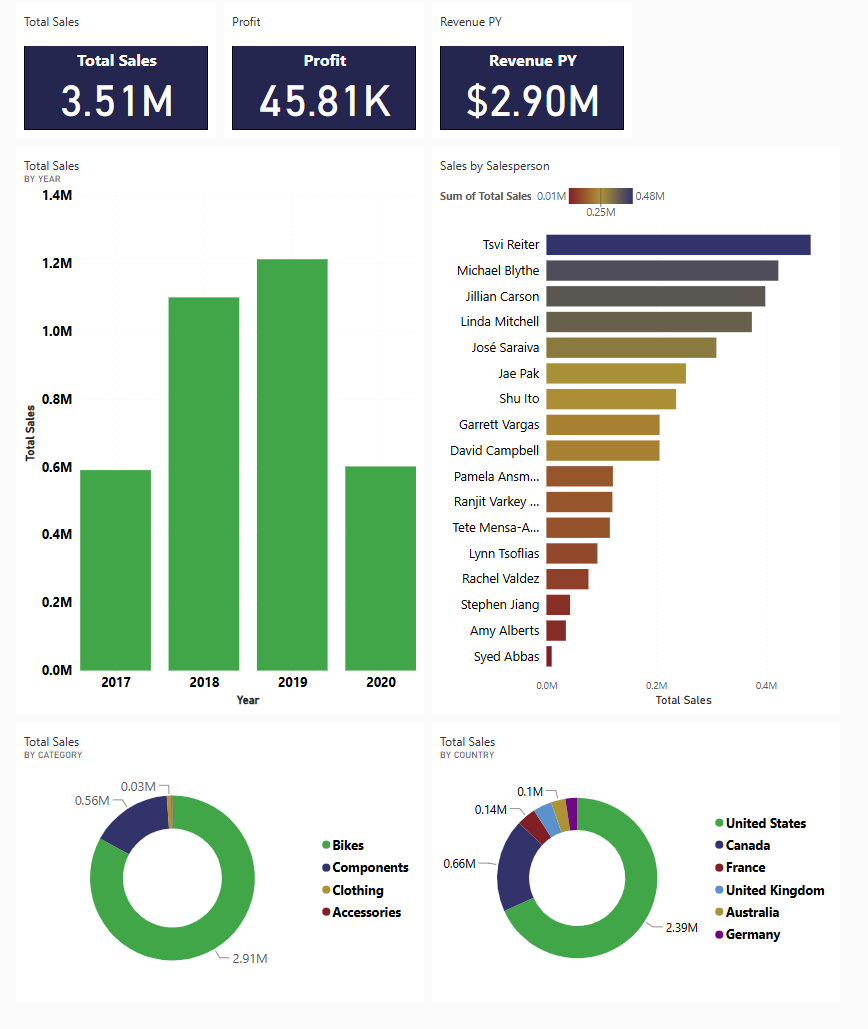 Total Sales
Profit
Revenue PY
Total Sales
3.51M
Profit
45.81K
Revenue PY
$2.90M
Total Sales
BY YEAR
1.4M
1.2M
1.0M
0.8M
0.6M
0.4M
0.2M
0.0M
Total Sales
2017
2018
2019
2020
Year
Sales by Salesperson
Sum of Total Sales
0.01M
0.48M
0.25M
Tsvi Reiter
Michael Blythe
Jillian Carson
Linda Mitchell
José Saraiva
Jae Pak
Shu Ito
Garrett Vargas
David Campbell
Pamela Ansm...
Ranjit Varkey ...
Tete Mensa-A...
Lynn Tsoflias
Rachel Valdez
Stephen Jiang
Amy Alberts
Syed Abbas
0.0M
0.2M
0.4M
Total Sales
Total Sales
BY CATEGORY
0.03M
0.56M
2.91M
Bikes
Components
Clothing
Accessories
Total Sales
BY COUNTRY
0.1M
0.14M
0.66M
2.39M
United States
Canada
France
United Kingdom
Australia
Germany